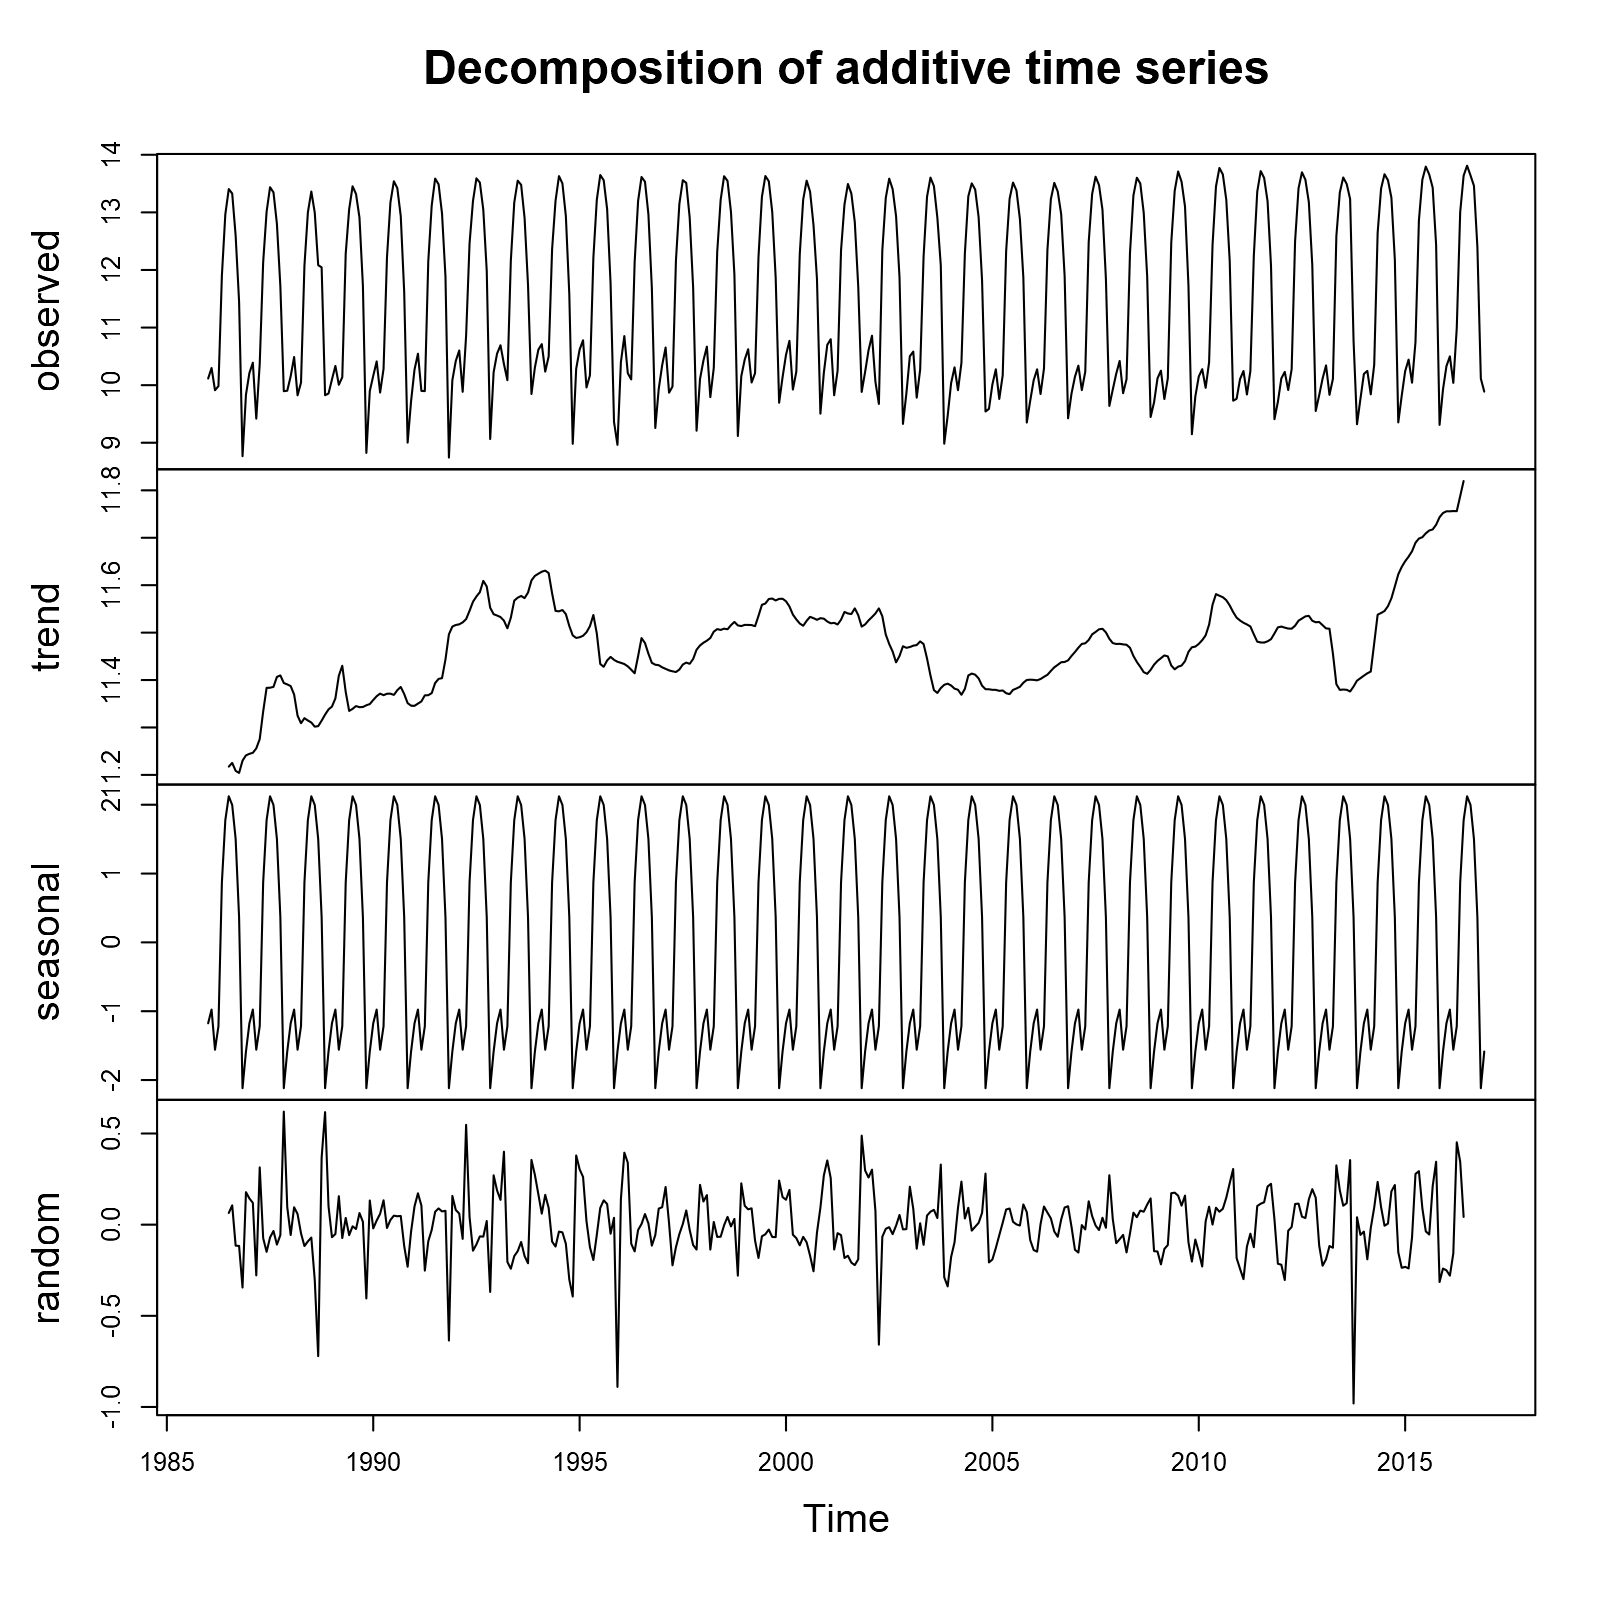 Decomposition of additive time series
observed
9 10 11 12 13 14
trend
11.2 11.4 11.6 11.8
seasonal
-2 -1 0 1 2
random
-1.0 -0.5 0.0 0.5
1985 1990 1995 2000 2005 2010 2015
Time